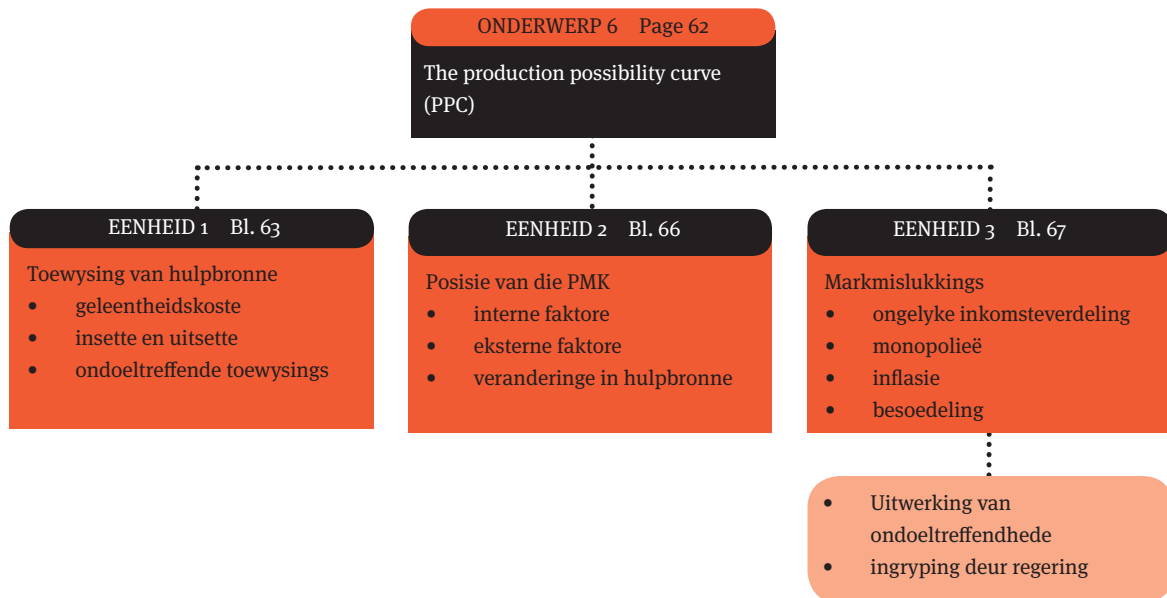 ONDERWERP 6 Page 62
The production possibility curve
(PPC)
EENHEID 1 Bl. 63
Toewysing van hulpbronne
• geleentheidskoste
• insette en uitsette
• ondoeltreffende toewysings
EENHEID 2 Bl. 66
Posisie van die PMK
• interne faktore
• eksterne faktore
• veranderinge in hulpbronne
EENHEID 3 Bl. 67
Markmislukkings
• ongelyke inkomsteverdeling
• monopolieë
• inflasie
• besoedeling
• Uitwerking van
ondoeltreffendhede
• ingryping deur regering